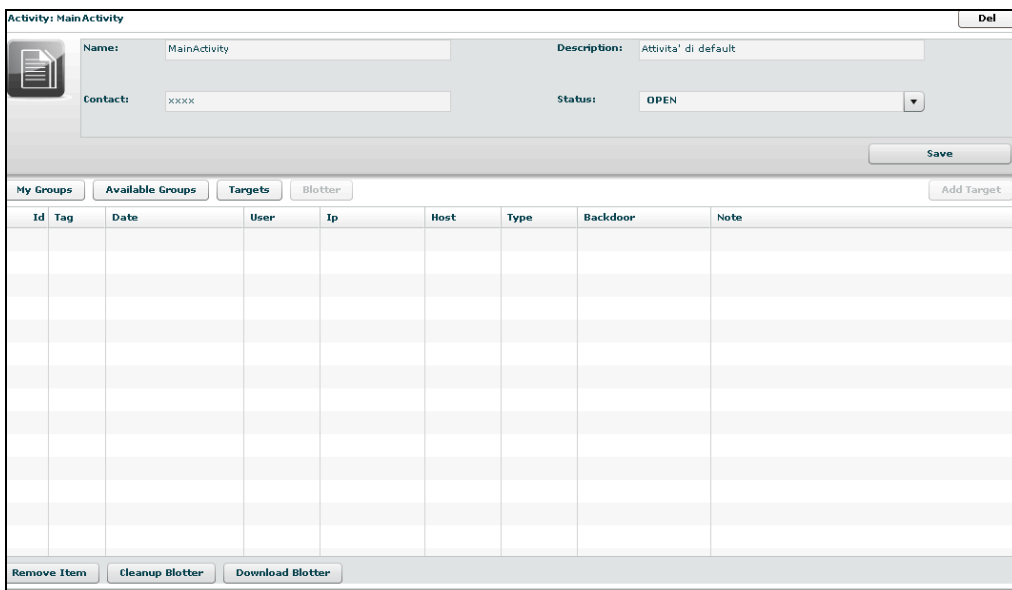 Activity: MainActivity Del
Name: MainActivity Description: Attivita' di default
Contact: xxxx Status: OPEN
Save
My Groups Available Groups Targets Blotter Add Target
Id Tag Date User Ip Host Type Backdoor Note
Remove Item Cleanup Blotter Download Blotter